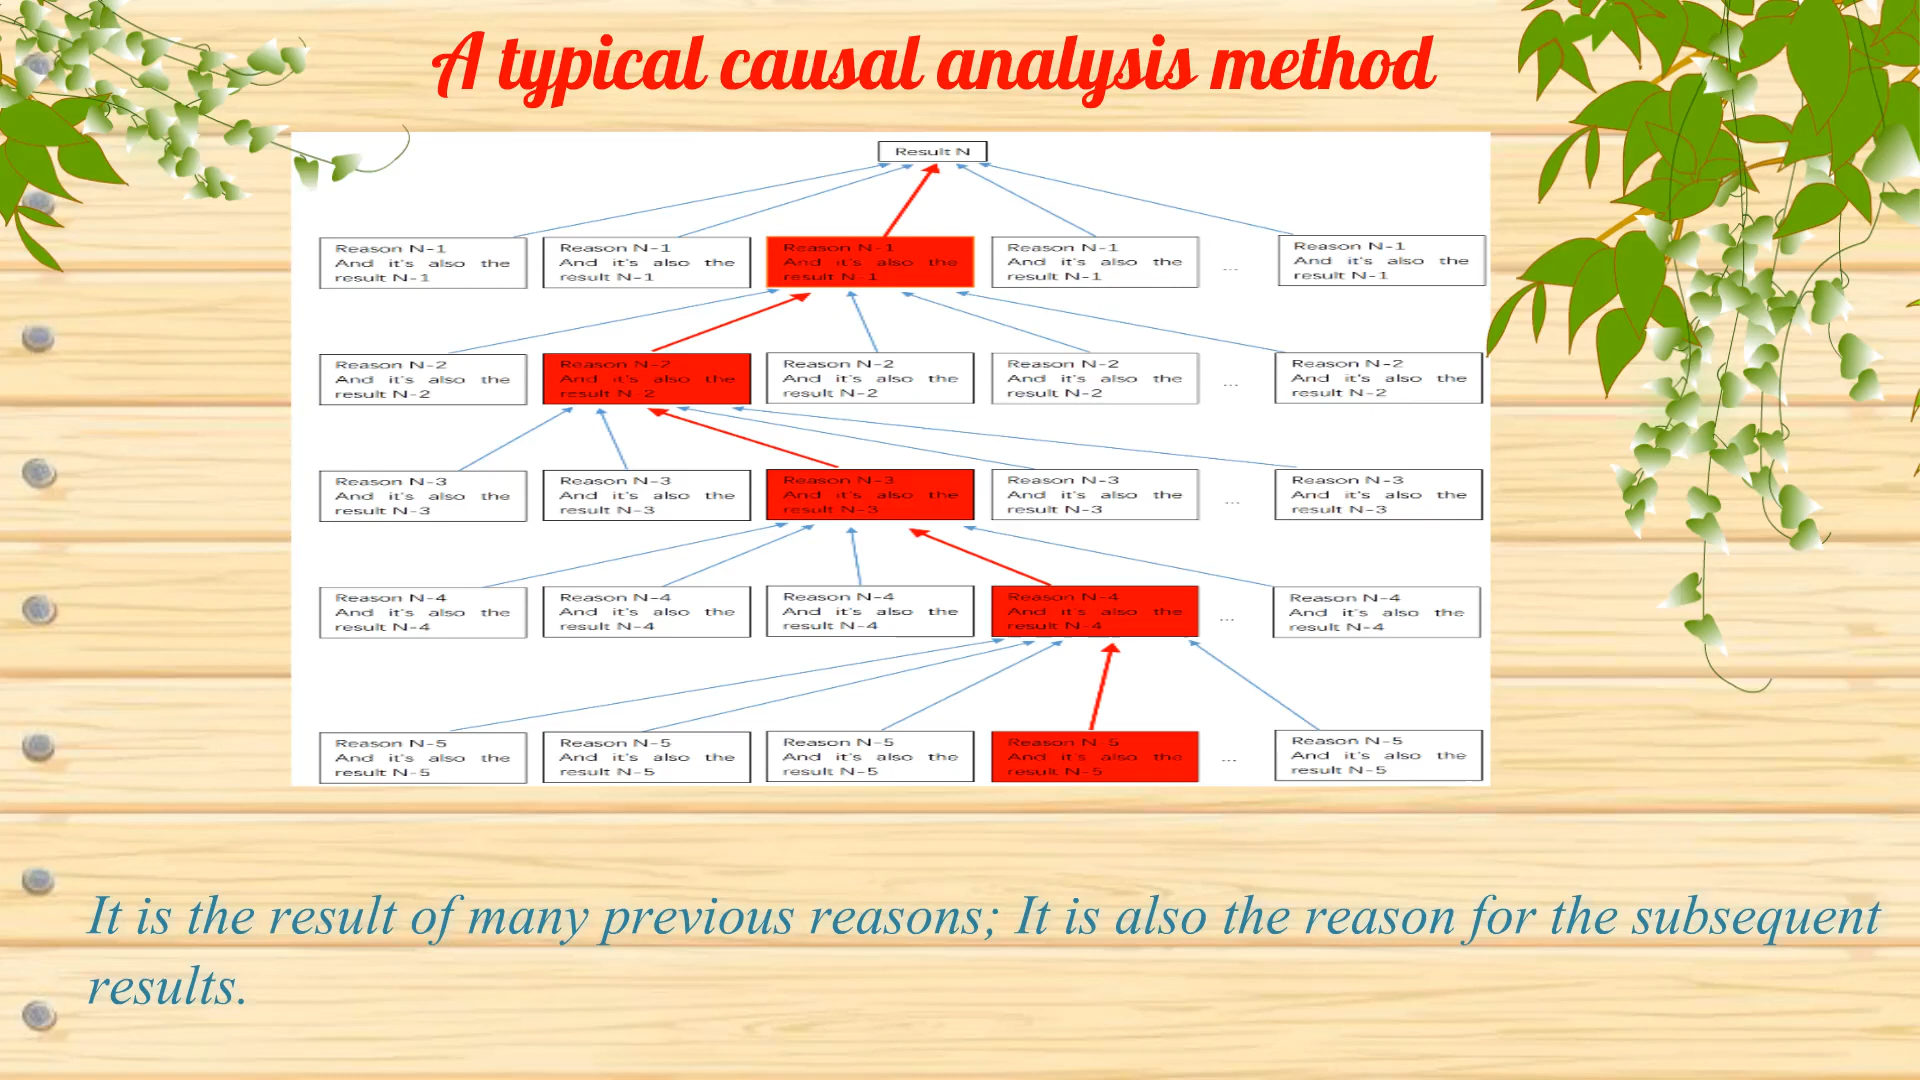 A typical causal analysis method
Result N
Reason N-1
And it's also the
result N-1
Reason N-1
And it's also the
result N-1
Reason N-1
And it's also the
result N-1
Reason N-1
And it's also the
result N-1
...
Reason N-1
And it's also the
result N-1
Reason N-2
And it's also the
result N-2
Reason N-2
And it's also the
result N-2
Reason N-2
And it's also the
result N-2
Reason N-2
And it's also the
result N-2
...
Reason N-2
And it's also the
result N-2
Reason N-3
And it's also the
result N-3
Reason N-3
And it's also the
result N-3
Reason N-3
And it's also the
result N-3
Reason N-3
And it's also the
result N-3
...
Reason N-3
And it's also the
result N-3
Reason N-4
And it's also the
result N-4
Reason N-4
And it's also the
result N-4
Reason N-4
And it's also the
result N-4
Reason N-4
And it's also the
result N-4
...
Reason N-4
And it's also the
result N-4
Reason N-5
And it's also the
result N-5
Reason N-5
And it's also the
result N-5
Reason N-5
And it's also the
result N-5
Reason N-5
And it's also the
result N-5
...
Reason N-5
And it's also the
result N-5
It is the result of many previous reasons; It is also the reason for the subsequent
results.